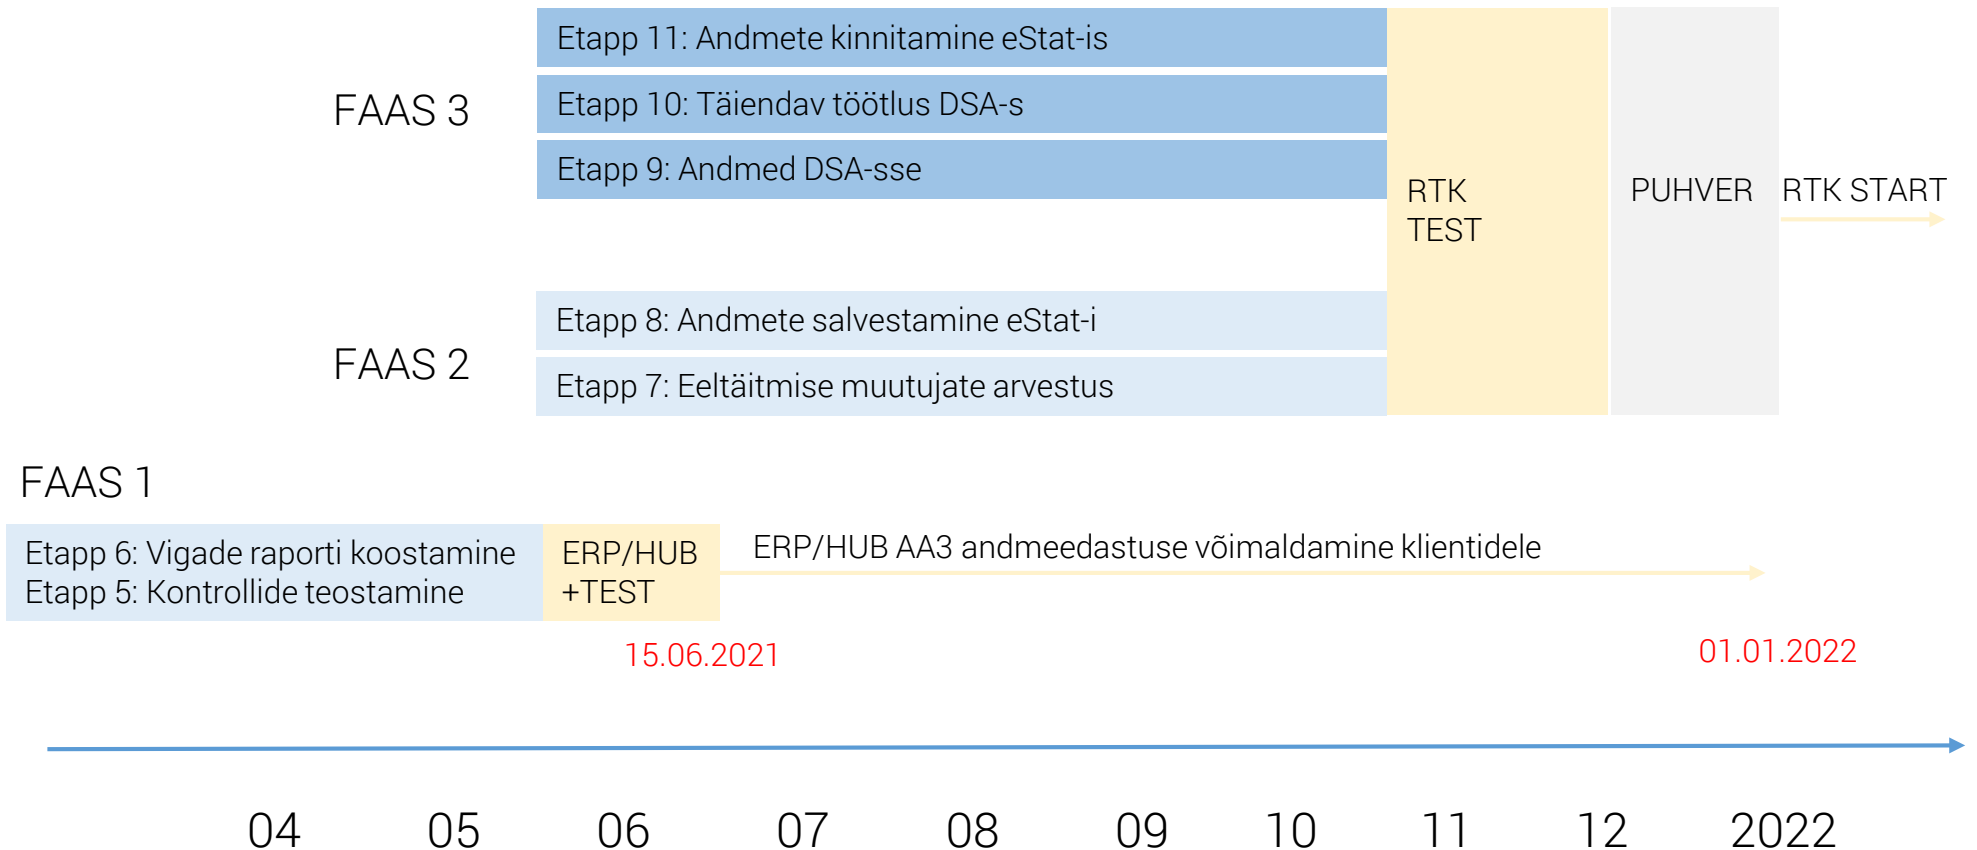 Etapp 11: Andmete kinnitamine eStat-is
FAAS 3
Etapp 10: Täiendav töötlus DSA-s
Etapp 9: Andmed DSA-sse
RTK
TEST
PUHVER
RTK START
Etapp 8: Andmete salvestamine eStat-i
FAAS 2
Etapp 7: Eeltäitmise muutujate arvestus
FAAS 1
Etapp 6: Vigade raporti koostamine
Etapp 5: Kontrollide teostamine
ERP/HUB
+TEST
ERP/HUB AA3 andmeedastuse võimaldamine klientidele
15.06.2021
01.01.2022
04 05 06 07 08 09 10 11 12 2022